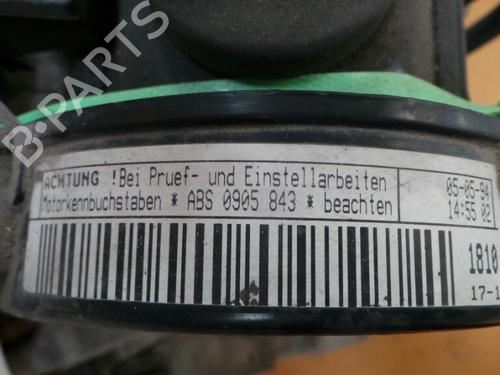 B-PARTS
ACHTUNG !Bei Pruef- und Einstellarbeiten
Motorkennbuchstaben * ABS 0905 843 * beachten
05-05-94
14:55 02
1810
17-1